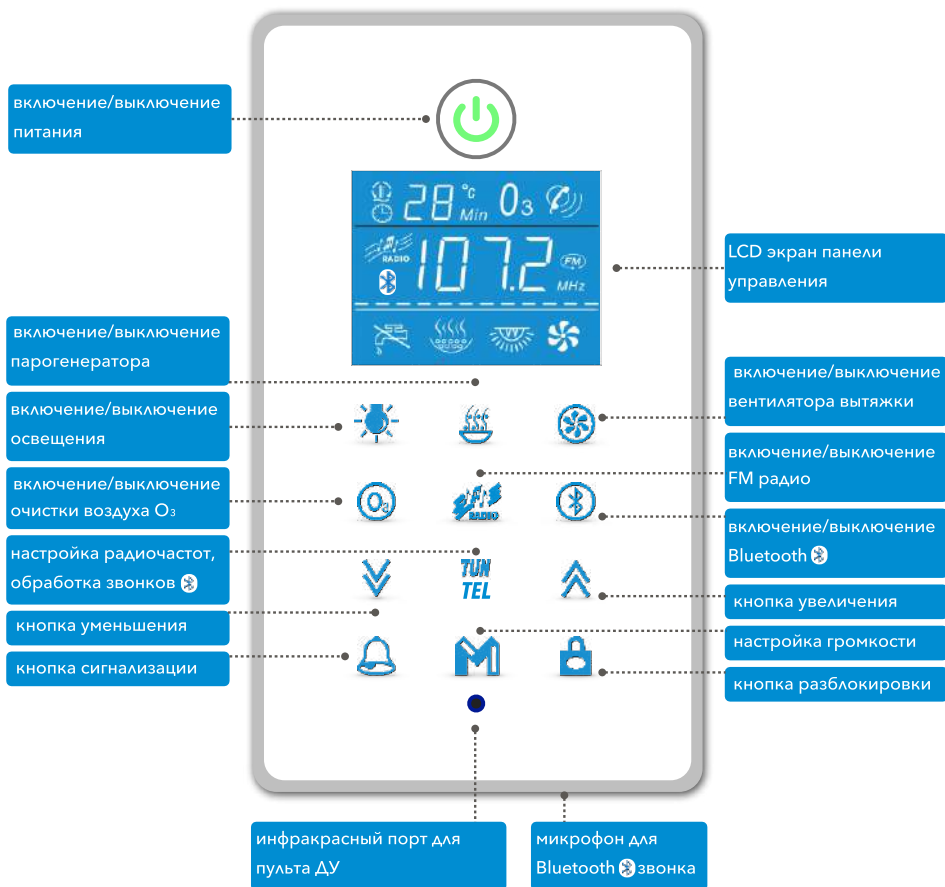 включение/выключение
питания
28 °c Min O3
RADIO 107.2 FM
MHz
LCD экран панели
управления
включение/выключение
парогенератора
включение/выключение
вентилятора вытяжки
включение/выключение
освещения
включение/выключение
FM радио
включение/выключение
очистки воздуха O₃
O₃ RADIO
включение/выключение
Bluetooth
настройка радиочастот,
обработка звонков
TUN
TEL
кнопка увеличения
кнопка уменьшения
настройка громкости
кнопка сигнализации
M
кнопка разблокировки
инфракрасный порт для
пульта ДУ
микрофон для
Bluetooth звонка